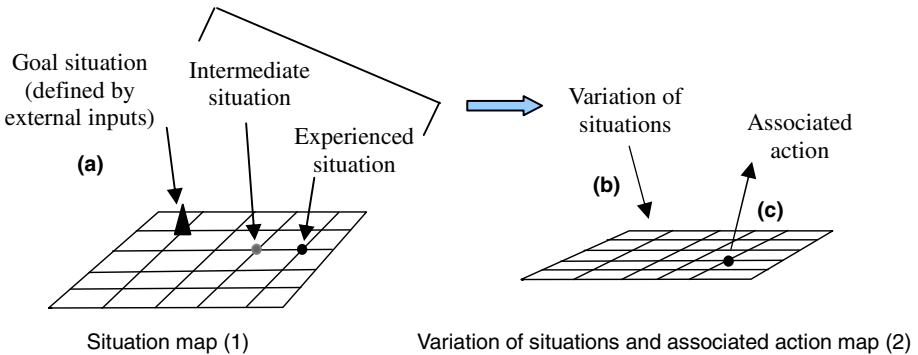 Goal situation
(defined by
external inputs)
(a)
Intermediate
situation
Experienced
situation
Situation map (1)
Variation of
situations
(b)
Associated
action
(c)
Variation of situations and associated action map (2)